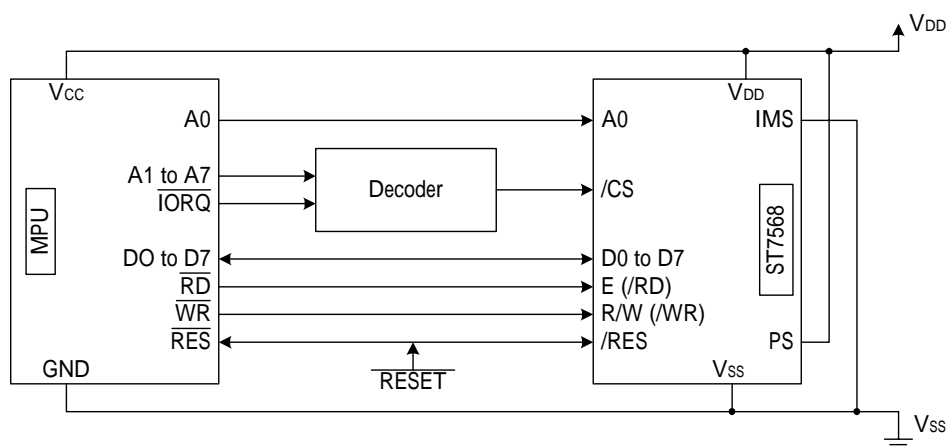 VDD
VCC
VDD
A0
A0
IMS
A1 to A7
IORQ
Decoder
/CS
MPU
ST7568
DO to D7
D0 to D7
RD
E (/RD)
WR
R/W (/WR)
RES
/RES
PS
GND
RESET
VSS
VSS